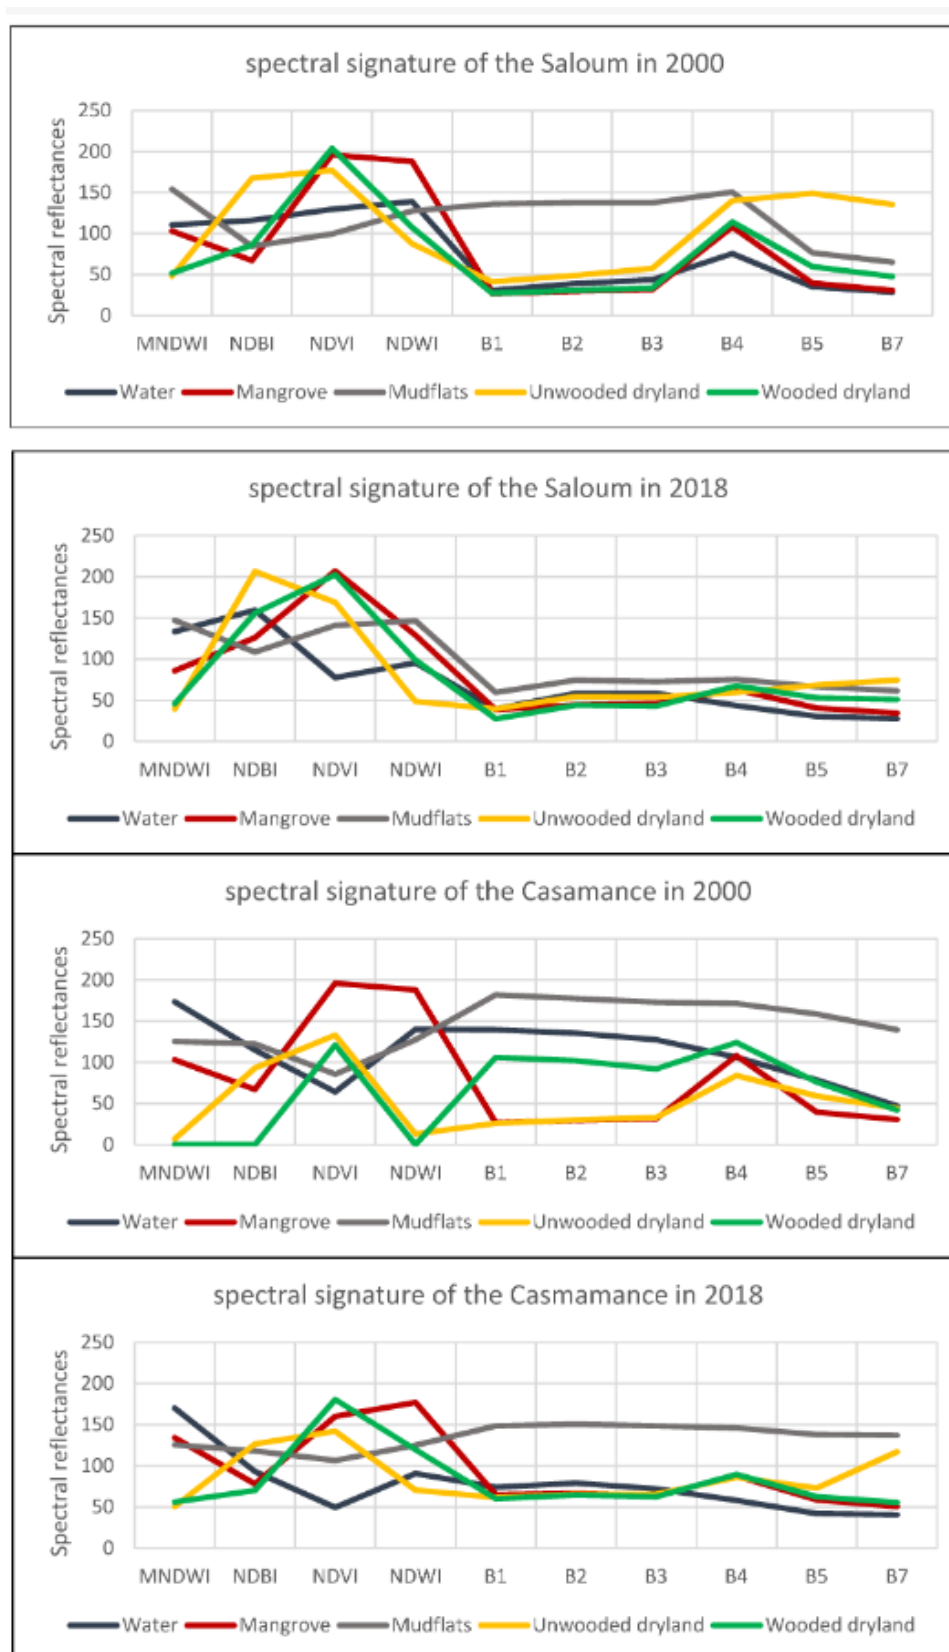 spectral signature of the Saloum in 2000
Spectral reflectances
250
200
150
100
50
0
MNDWI NDBI NDVI NDWI B1 B2 B3 B4 B5 B7
Water Mangrove Mudflats Unwooded dryland Wooded dryland
spectral signature of the Saloum in 2018
Spectral reflectances
250
200
150
100
50
0
MNDWI NDBI NDVI NDWI B1 B2 B3 B4 B5 B7
Water Mangrove Mudflats Unwooded dryland Wooded dryland
spectral signature of the Casamance in 2000
Spectral reflectances
250
200
150
100
50
0
MNDWI NDBI NDVI NDWI B1 B2 B3 B4 B5 B7
Water Mangrove Mudflats Unwooded dryland Wooded dryland
spectral signature of the Casmamance in 2018
Spectral reflectances
250
200
150
100
50
0
MNDWI NDBI NDVI NDWI B1 B2 B3 B4 B5 B7
Water Mangrove Mudflats Unwooded dryland Wooded dryland